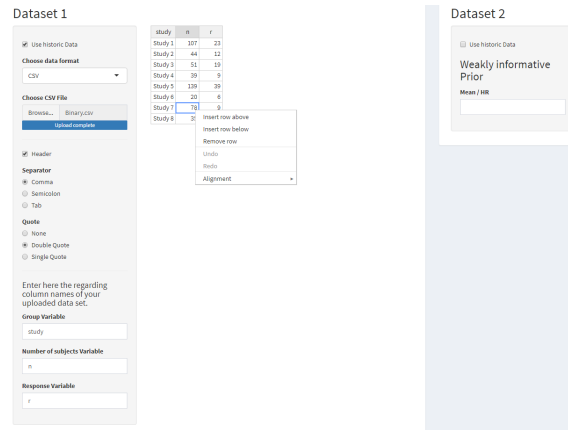 Dataset 1
Use historic Data
Choose data format
CSV
Choose CSV File
Browse... Binary.csv
Upload complete
Header
Separator
Comma
Semicolon
Tab
Quote
None
Double Quote
Single Quote
Enter here the regarding
column names of your
uploaded data set.
Group Variable
study
Number of subjects Variable
n
Response Variable
r
study n r
Study 1 107 23
Study 2 44 12
Study 3 51 19
Study 4 39 9
Study 5 139 39
Study 6 20 6
Study 7 78 9
Study 8
Insert row above
Insert row below
Remove row
Undo
Redo
Alignment
Dataset 2
Use historic Data
Weakly informative
Prior
Mean / HR